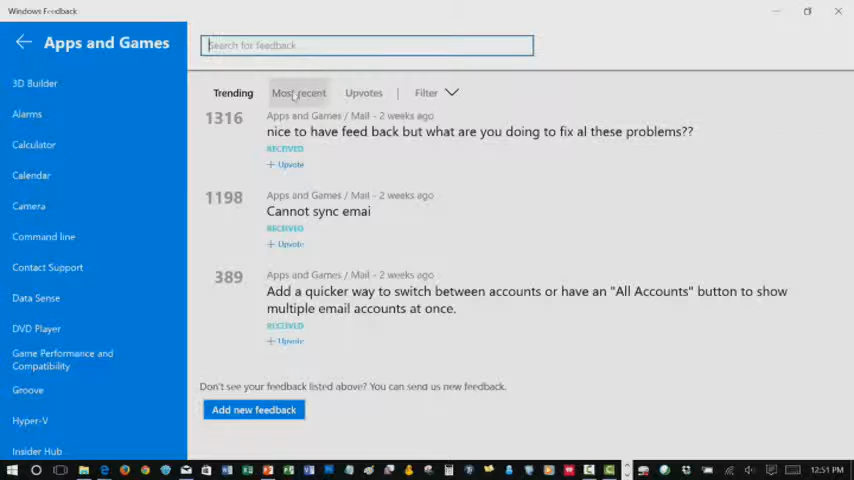 Windows Feedback
Apps and Games
Search for feedback
3D Builder
Alarms
Calculator
Calendar
Camera
Command line
Contact Support
Data Sense
DVD Player
Game Performance and
Compatibility
Groove
Hyper-V
Insider Hub
Trending
Most recent
Upvotes
|
Filter
1316
Apps and Games / Mail - 2 weeks ago
nice to have feed back but what are you doing to fix al these problems??
RECEIVED
+ Upvote
1198
Apps and Games / Mail - 2 weeks ago
Cannot sync emai
RECEIVED
+ Upvote
389
Apps and Games / Mail - 2 weeks ago
Add a quicker way to switch between accounts or have an "All Accounts" button to show
multiple email accounts at once.
RECEIVED
+ Upvote
Don't see your feedback listed above? You can send us new feedback.
Add new feedback
12:51 PM